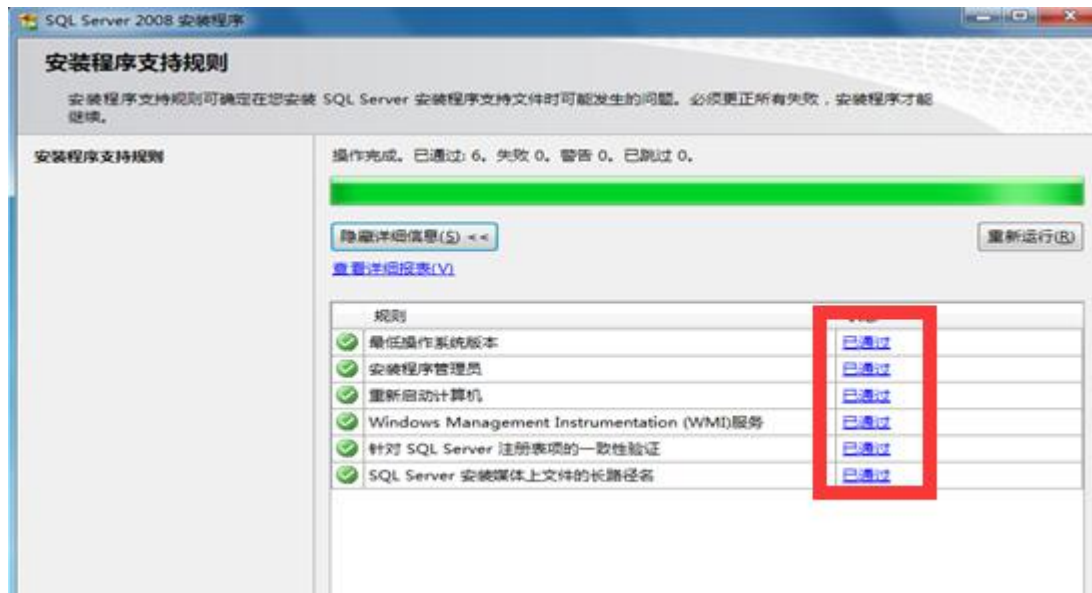 SQL Server 2008 安装程序
安装程序支持规则
安装程序支持规则可确定在您安装 SQL Server 安装程序支持文件时可能发生的问题。必须更正所有失败，安装程序才能
继续。
安装程序支持规则
操作完成。已通过: 6。失败 0。警告 0。已跳过 0。
隐藏详细信息(S) <<
重新运行(R)
查看详细报表(V)
规则
最低操作系统版本 已通过
安装程序管理员 已通过
重新启动计算机 已通过
Windows Management Instrumentation (WMI)服务 已通过
针对 SQL Server 注册表项的一致性验证 已通过
SQL Server 安装媒体上文件的长路径名 已通过